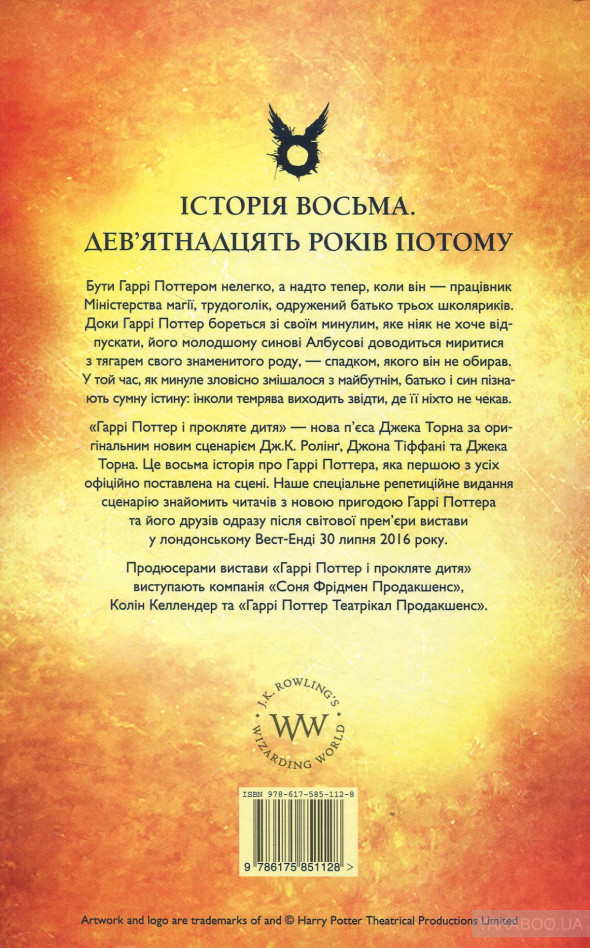 ІСТОРІЯ ВОСЬМА.
ДЕВ’ЯТНАДЦЯТЬ РОКІВ ПОТОМУ
Бути Гаррі Поттером нелегко, а надто тепер, коли він — працівник
Міністерства магії, трудоголік, одружений батько трьох школяриків.
Доки Гаррі Поттер бореться зі своїм минулим, яке ніяк не хоче від-
пускати, його молодшому синові Албусові доводиться миритися
з тягарем свого знаменитого роду, — спадком, якого він не обирав.
У той час, як минуле зловісно змішалося з майбутнім, батько і син пізна-
ють сумну істину: інколи темрява виходить звідти, де її ніхто не чекав.
«Гаррі Поттер і прокляте дитя» — нова п’єса Джека Торна за ори-
гінальним новим сценарієм Дж.К. Ролінґ, Джона Тіффані та Джека
Торна. Це восьма історія про Гаррі Поттера, яка першою з усіх
офіційно поставлена на сцені. Наше спеціальне репетиційне видання
сценарію знайомить читачів з новою пригодою Гаррі Поттера
та його друзів одразу після світової прем’єри вистави
у лондонському Вест-Енді 30 липня 2016 року.
Продюсерами вистави «Гаррі Поттер і прокляте дитя»
виступають компанія «Соня Фрідмен Продакшенс»,
Колін Келлендер та «Гаррі Поттер Театрікал Продакшенс».
J.K. ROWLING'S
WW
WIZARDING WORLD
ISBN 978-617-585-112-8
9 786175 851128 >
Artwork and logo are trademarks of and © Harry Potter Theatrical Productions Limited
YAKABOO.UA